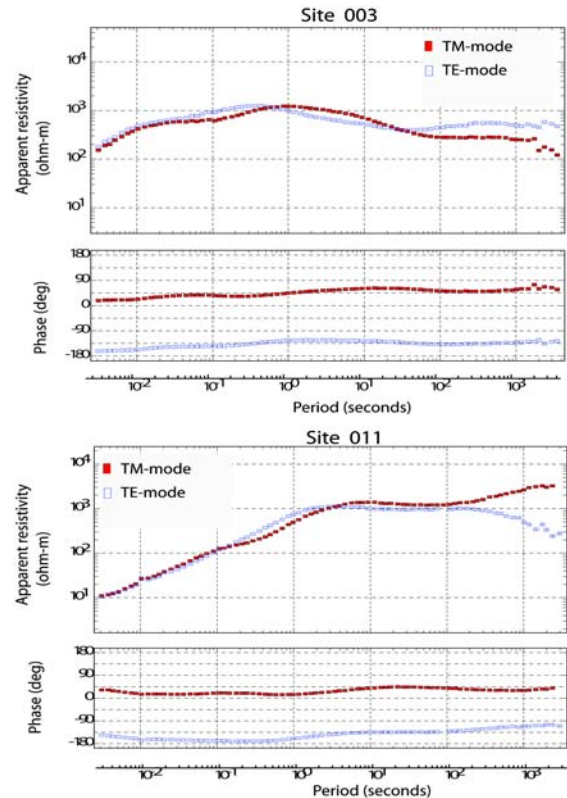 Site 003
TM-mode
TE-mode
Apparent resistivity
(ohm-m)
10⁴
10³
10²
10¹
Phase (deg)
180
90
0
-90
-180
10⁻² 10⁻¹ 10⁰ 10¹ 10² 10³
Period (seconds)
Site 011
TM-mode
TE-mode
Apparent resistivity
(ohm-m)
10⁴
10³
10²
10¹
Phase (deg)
180
90
0
-90
-180
10⁻² 10⁻¹ 10⁰ 10¹ 10² 10³
Period (seconds)